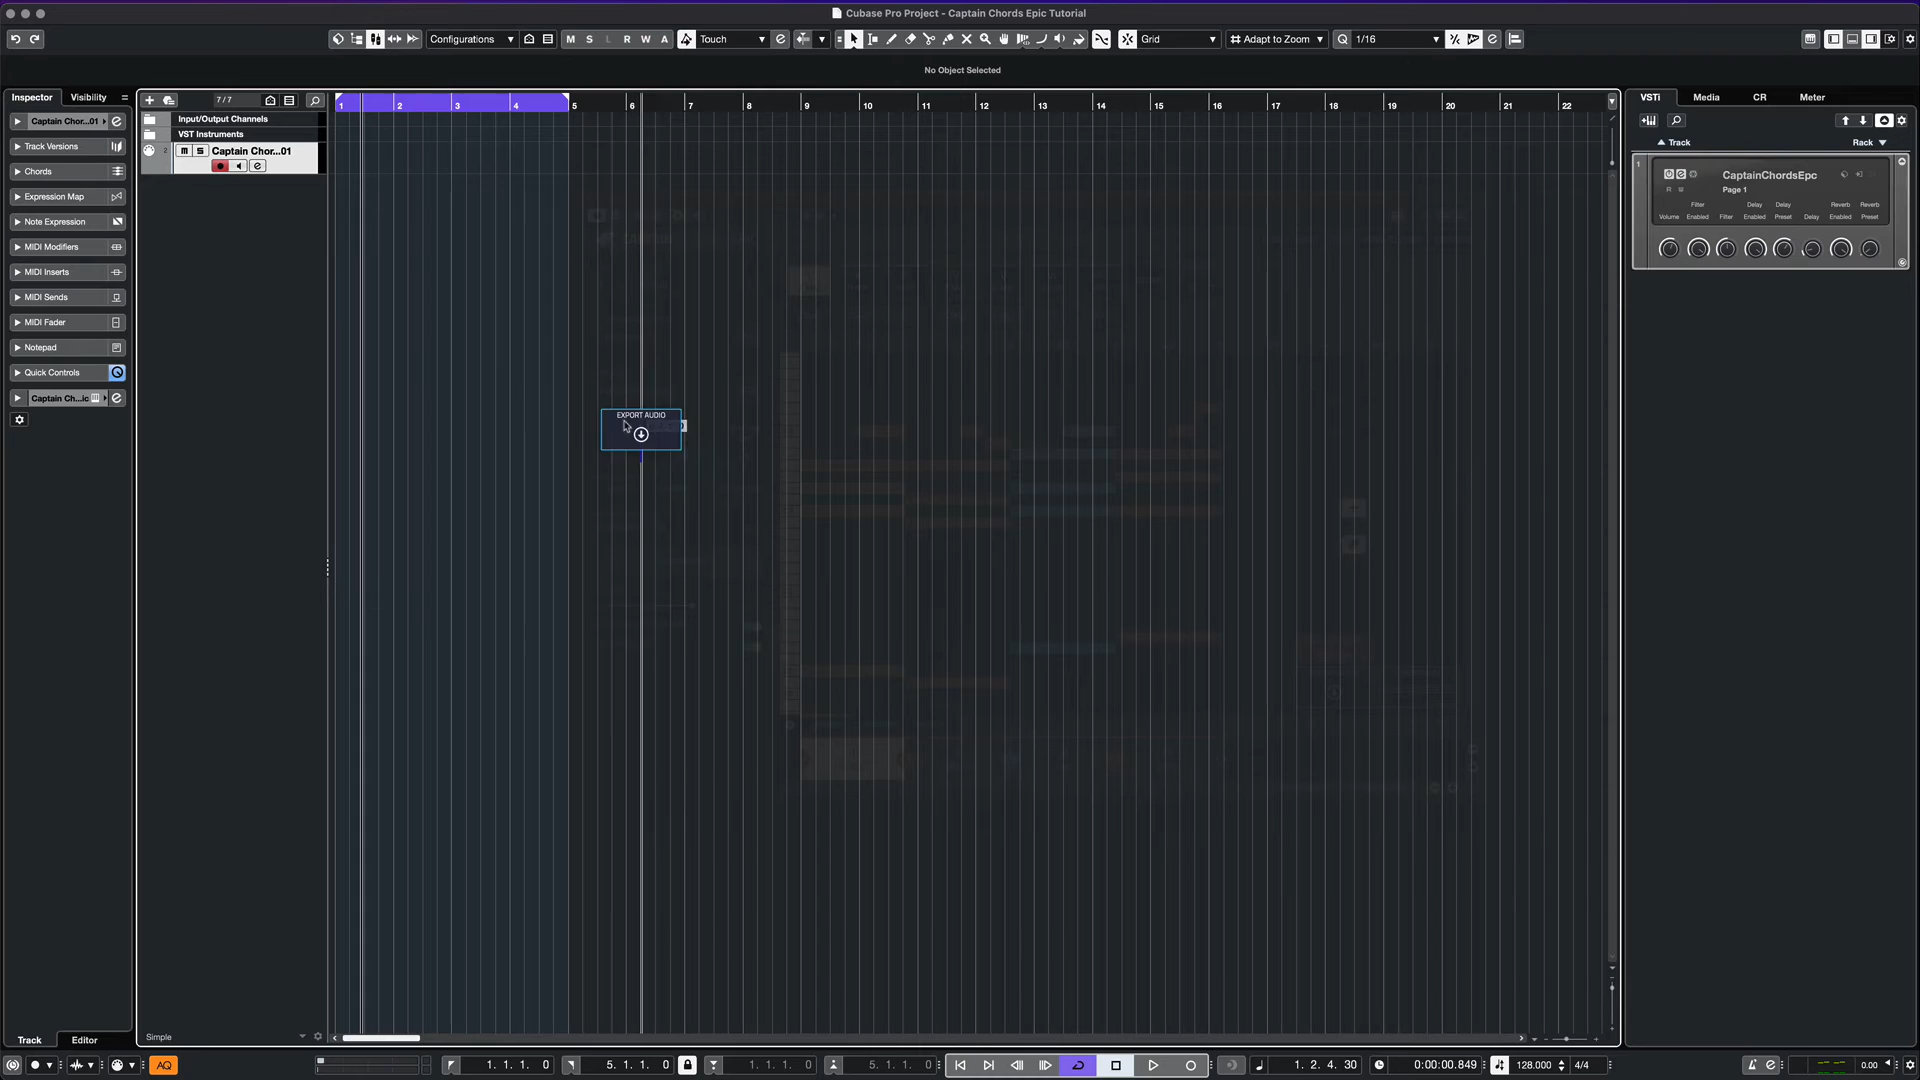 Cubase Pro Project - Captain Chords Epic Tutorial
Configurations
M S L R W A
Touch
Grid
Adapt to Zoom
1/16
No Object Selected
Inspector
Visibility
7/7
1 2 3 4 5 6 7 8 9 10 11 12 13 14 15 16 17 18 19 20 21 22
VSTi
Media
CR
Meter
Captain Chor...01
Input/Output Channels
VST Instruments
2
m S Captain Chor...01
Track Versions
Chords
Expression Map
Note Expression
MIDI Modifiers
MIDI Inserts
MIDI Sends
MIDI Fader
Notepad
Quick Controls
Captain Ch...ic
Track
Rack
1
CaptainChordsEpc
Page 1
R W
Filter Delay Delay Reverb Reverb
Volume Enabled Filter Enabled Preset Delay Enabled Preset
EXPORT AUDIO
Simple
Track
Editor
AQ
1. 1. 1. 0
5. 1. 1. 0
1. 1. 1. 0
5. 1. 1. 0
1. 2. 4. 30
0:00:00.849
128.000
4/4
0.00